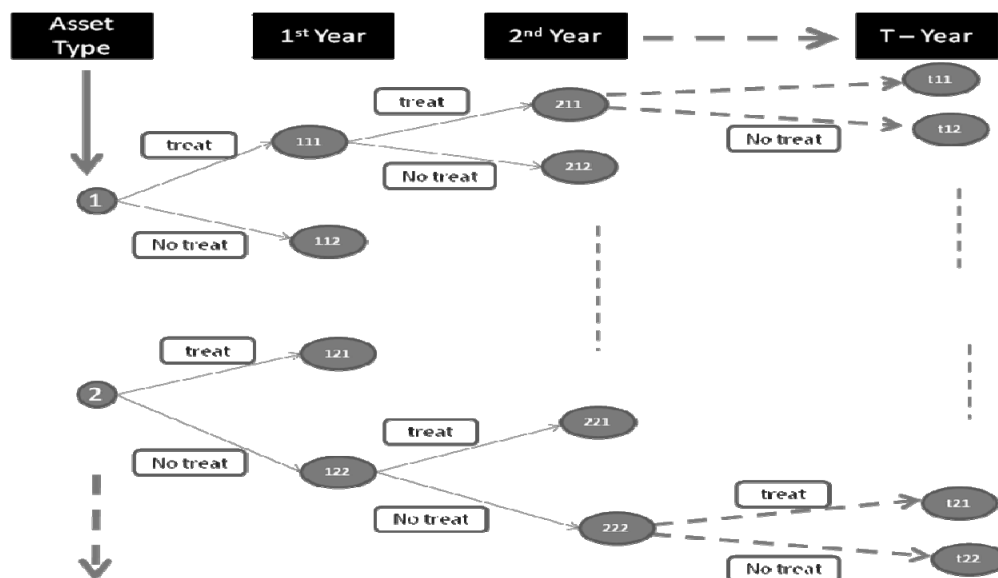 Asset Type
1st Year
2nd Year
T – Year
t11
treat
211
treat
111
No treat
t12
No treat
212
1
No treat
112
treat
121
2
treat
221
No treat
122
treat
t21
No treat
222
No treat
t22